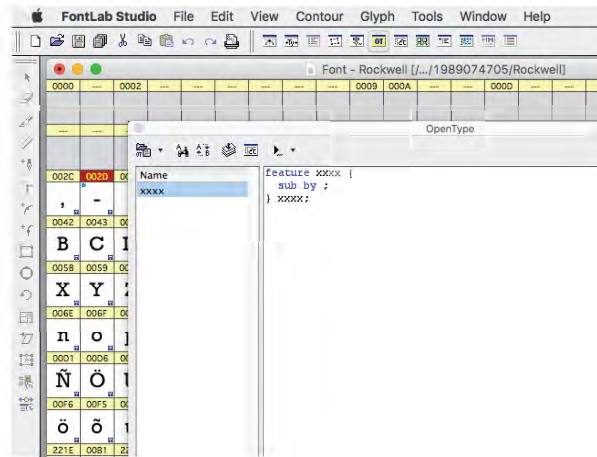 FontLab Studio File Edit View Contour Glyph Tools Window Help
Font - Rockwell [/.../1989074705/Rockwell]
0000 --- 0002 --- --- --- --- --- --- 0009 000A --- --- 000D --- ---
OpenType
--- ---
Name
xxxx
feature xxxx {
sub by ;
} xxxx;
002C 002D
, -
0042 0043
B C
0058 0059
X Y
006E 006F
n o
00D1 00D6
Ñ Ö
00F6 00F5
ö õ
221E 00B1